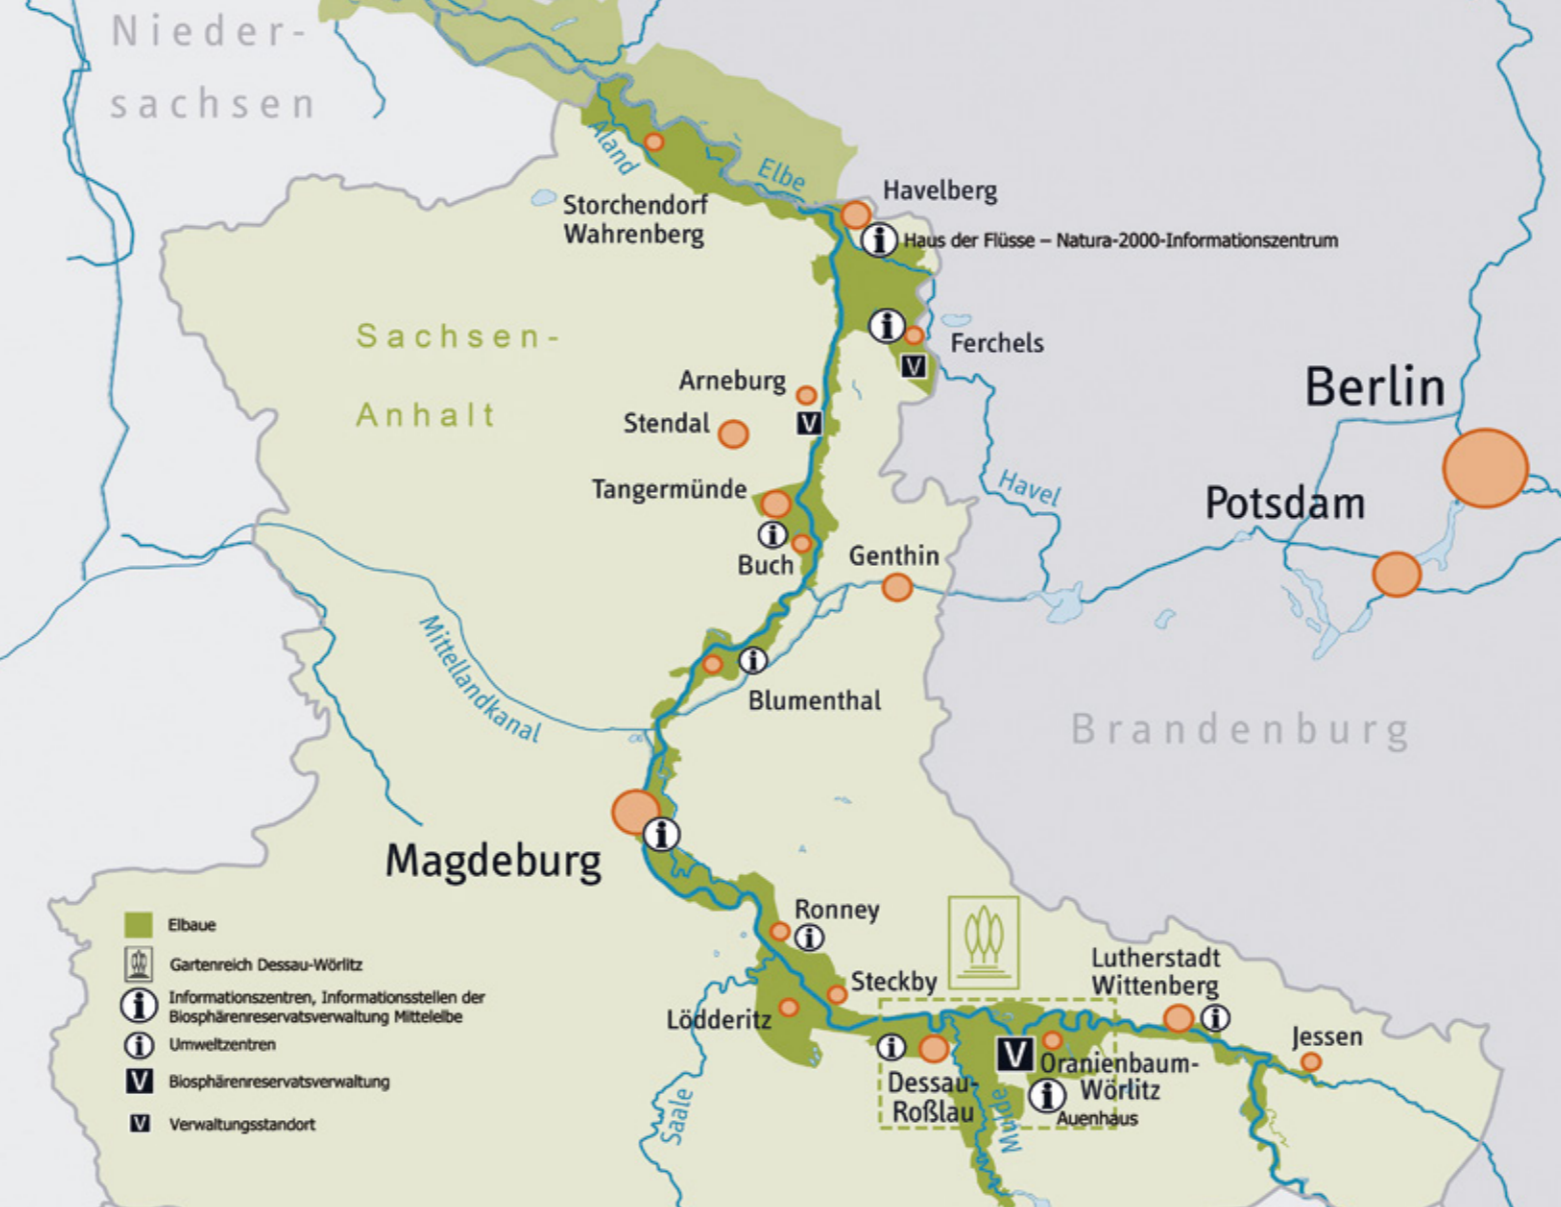 Nieder-
sachsen
Aland
Elbe
Havelberg
Storchendorf
Wahrenberg
i
Haus der Flüsse – Natura-2000-Informationszentrum
Sachsen-
Anhalt
i
Ferchels
V
Arneburg
Stendal
V
Berlin
Tangermünde
Havel
Potsdam
i
Buch
Genthin
Mittellandkanal
i
Blumenthal
Brandenburg
Magdeburg
i
Ronney
i
Elbaue
Gartenreich Dessau-Wörlitz
i
Informationszentren, Informationsstellen der
Biosphärenreservatsverwaltung Mittelelbe
i
Umweltzentren
V
Biosphärenreservatsverwaltung
V
Verwaltungsstandort
Steckby
Lödderitz
Lutherstadt
Wittenberg
i
Jessen
i
V
Oranienbaum-
Wörlitz
Dessau-
Roßlau
i
Auenhaus
Saale
Mulde